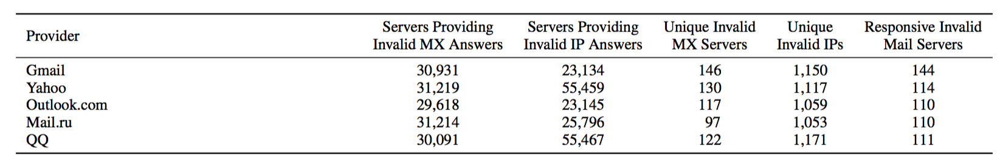 Provider Servers Providing Invalid MX Answers Servers Providing Invalid IP Answers Unique Invalid MX Servers Unique Invalid IPs Responsive Invalid Mail Servers
Gmail 30,931 23,134 146 1,150 144
Yahoo 31,219 55,459 130 1,117 114
Outlook.com 29,618 23,145 117 1,059 110
Mail.ru 31,214 25,796 97 1,053 110
QQ 30,091 55,467 122 1,171 111